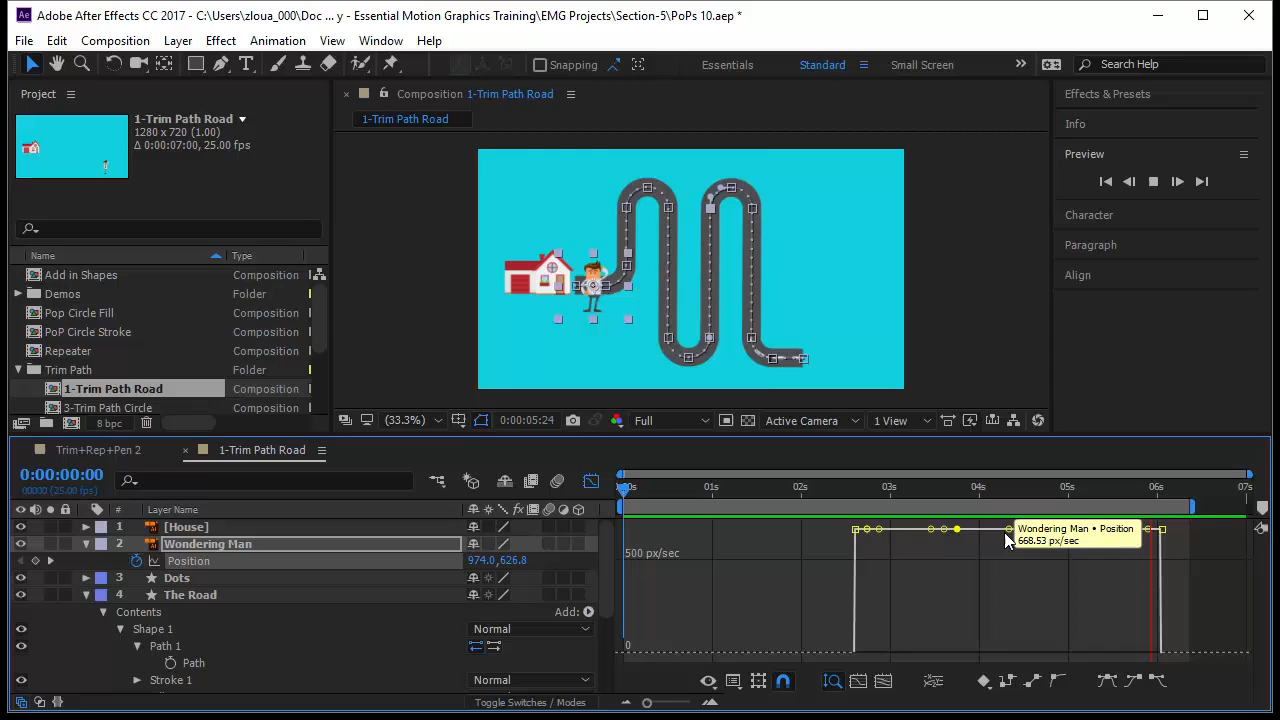 Adobe After Effects CC 2017 - C:\Users\zloua_000\Doc ... y - Essential Motion Graphics Training\EMG Projects\Section-5\PoPs 10.aep *
File Edit Composition Layer Effect Animation View Window Help
Snapping Essentials Standard Small Screen Search Help
Project
Composition 1-Trim Path Road
Effects & Presets
1-Trim Path Road
1280 x 720 (1.00)
Δ 0:00:07:00, 25.00 fps
1-Trim Path Road
Info
Preview
Character
Paragraph
Align
Name Type
Add in Shapes Composition
Demos Folder
Pop Circle Fill Composition
PoP Circle Stroke Composition
Repeater Composition
Trim Path Folder
1-Trim Path Road Composition
3-Trim Path Circle Composition
8 bpc
(33.3%) 0:00:05:24 Full Active Camera 1 View
Trim+Rep+Pen 2 1-Trim Path Road
0:00:00:00
00000 (25.00 fps)
:00s 01s 02s 03s 04s 05s 06s 07s
# Layer Name
1 [House]
2 Wondering Man
Position 974.0,626.8
3 Dots
4 The Road
Contents Add:
Shape 1 Normal
Path 1
Path
Stroke 1 Normal
Toggle Switches / Modes
Wondering Man • Position
668.53 px/sec
500 px/sec
0